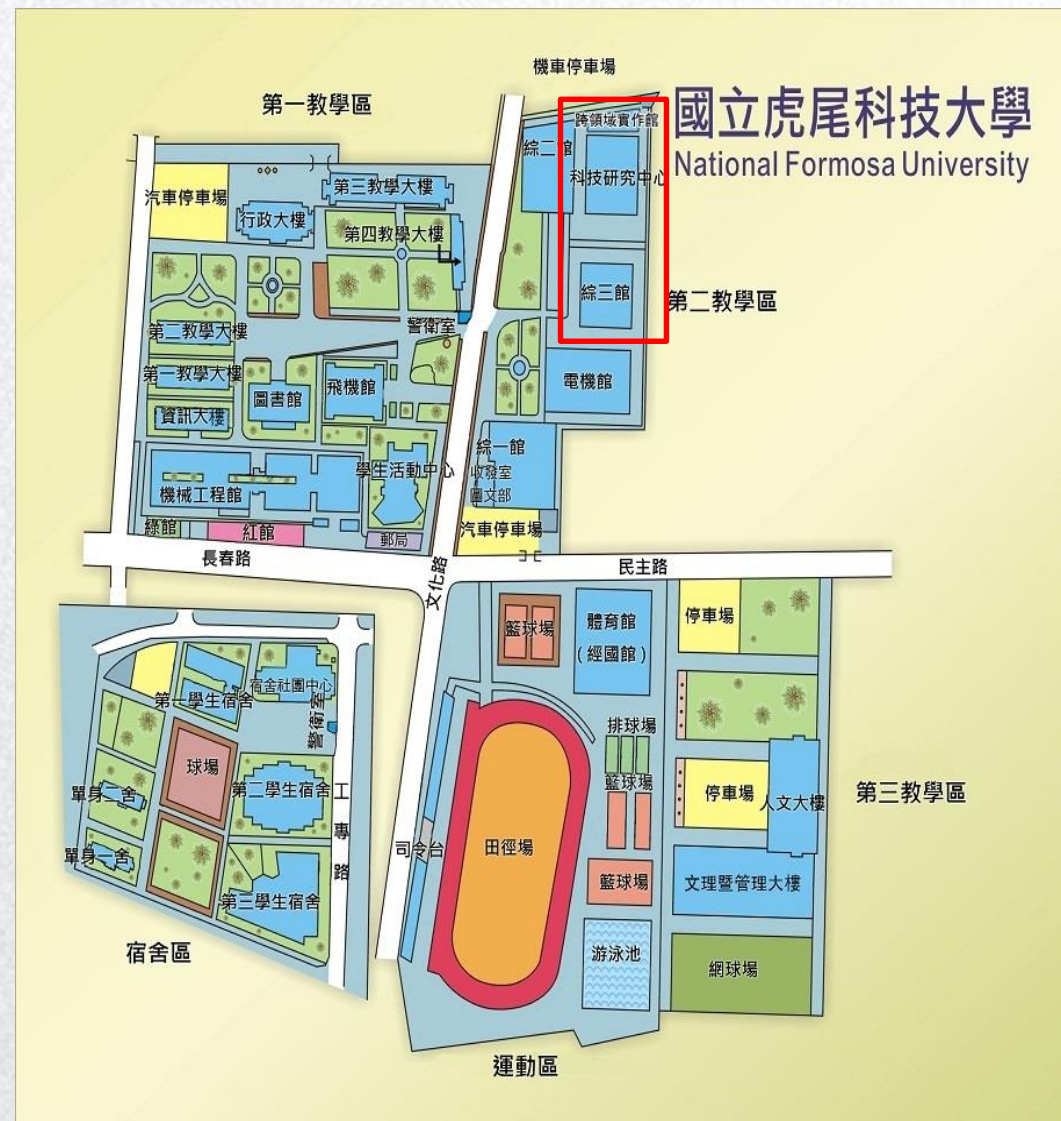 機車停車場
國立虎尾科技大學
National Formosa University
第一教學區
跨領域實作館
綜二館
科技研究中心
汽車停車場
第三教學大樓
行政大樓
第四教學大樓
綜三館
第二教學區
警衛室
第二教學大樓
第一教學大樓
電機館
飛機館
圖書館
資訊大樓
綜一館
收發室
圖文部
學生活動中心
機械工程館
綠館
紅館
郵局
汽車停車場
長春路
文化路
民主路
籃球場
體育館
(經國館)
停車場
宿舍社團中心
第一學生宿舍
警衛室
排球場
球場
籃球場
第二學生宿舍
單身二舍
停車場
人文大樓
第三教學區
工專路
司令台
田徑場
單身一舍
籃球場
文理暨管理大樓
第三學生宿舍
宿舍區
游泳池
網球場
運動區